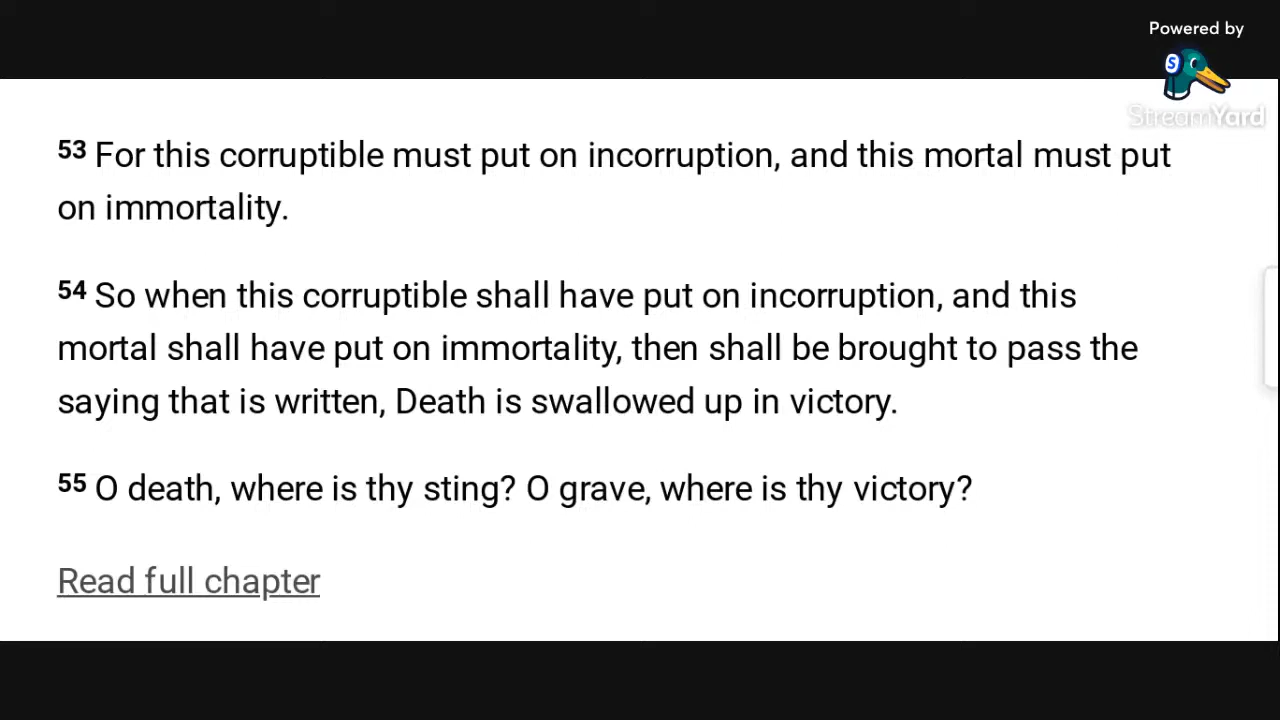 Powered by
S
StreamYard
53 For this corruptible must put on incorruption, and this mortal must put
on immortality.
54 So when this corruptible shall have put on incorruption, and this
mortal shall have put on immortality, then shall be brought to pass the
saying that is written, Death is swallowed up in victory.
55 O death, where is thy sting? O grave, where is thy victory?
Read full chapter